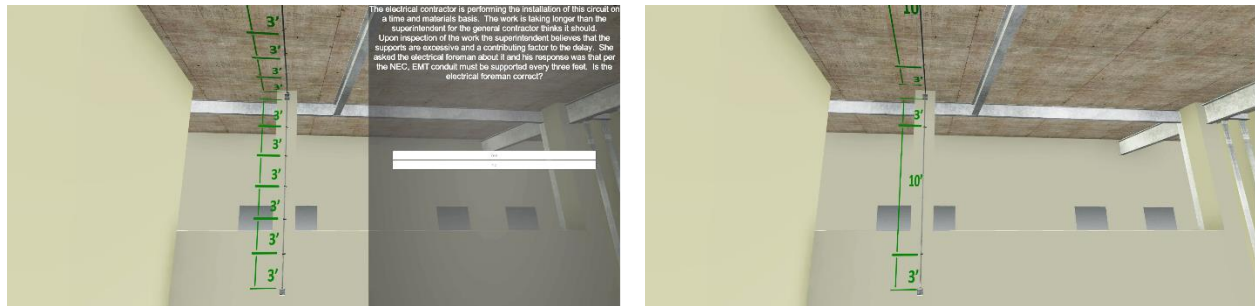 The electrical contractor is performing the installation of this circuit on
a time and materials basis. The work is taking longer than the
superintendent for the general contractor thinks it should.
Upon inspection of the work the superintendent believes that the
supports are excessive and a contributing factor to the delay. She
asked the electrical foreman about it and his response was that per
the NEC, EMT conduit must be supported every three feet. Is the
electrical foreman correct?
3'
3'
3'
3'
3'
3'
3'
3'
3'
3'
10'
3'
3'
10'
3'